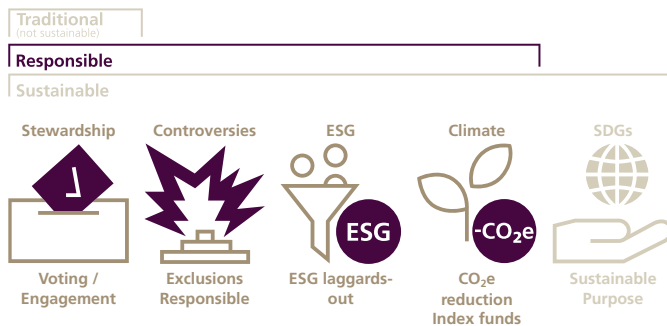 Traditional
(not sustainable)
Responsible
Sustainable
Stewardship
Controversies
ESG
Climate
SDGs
ESG
-CO₂e
Voting /
Engagement
Exclusions
Responsible
ESG laggards-
out
CO₂e
reduction
Index funds
Sustainable
Purpose